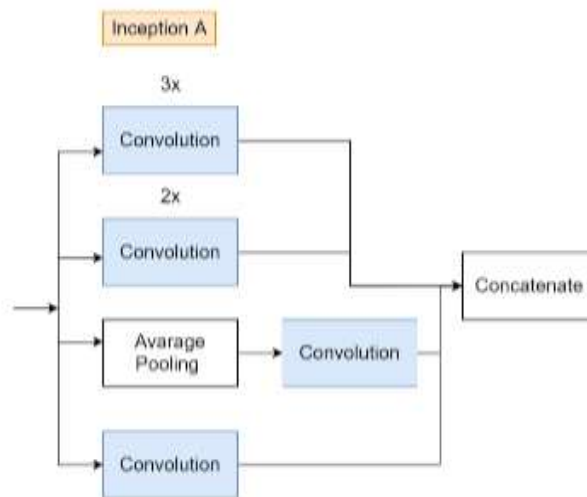 Inception A
3x
Convolution
2x
Convolution
Concatenate
Avarage
Pooling
Convolution
Convolution